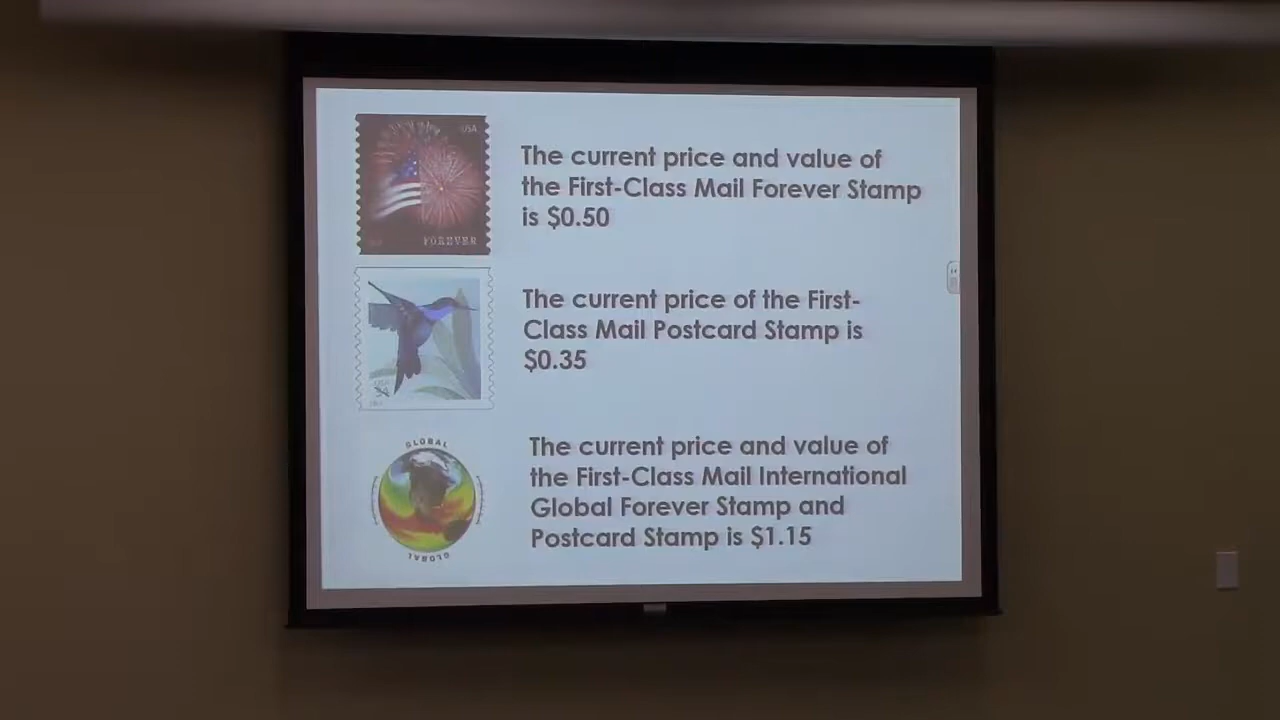 USA
The current price and value of
the First-Class Mail Forever Stamp
is $0.50
FOREVER
The current price of the First-
Class Mail Postcard Stamp is
$0.35
GLOBAL
The current price and value of
the First-Class Mail International
Global Forever Stamp and
Postcard Stamp is $1.15
GLOBAL